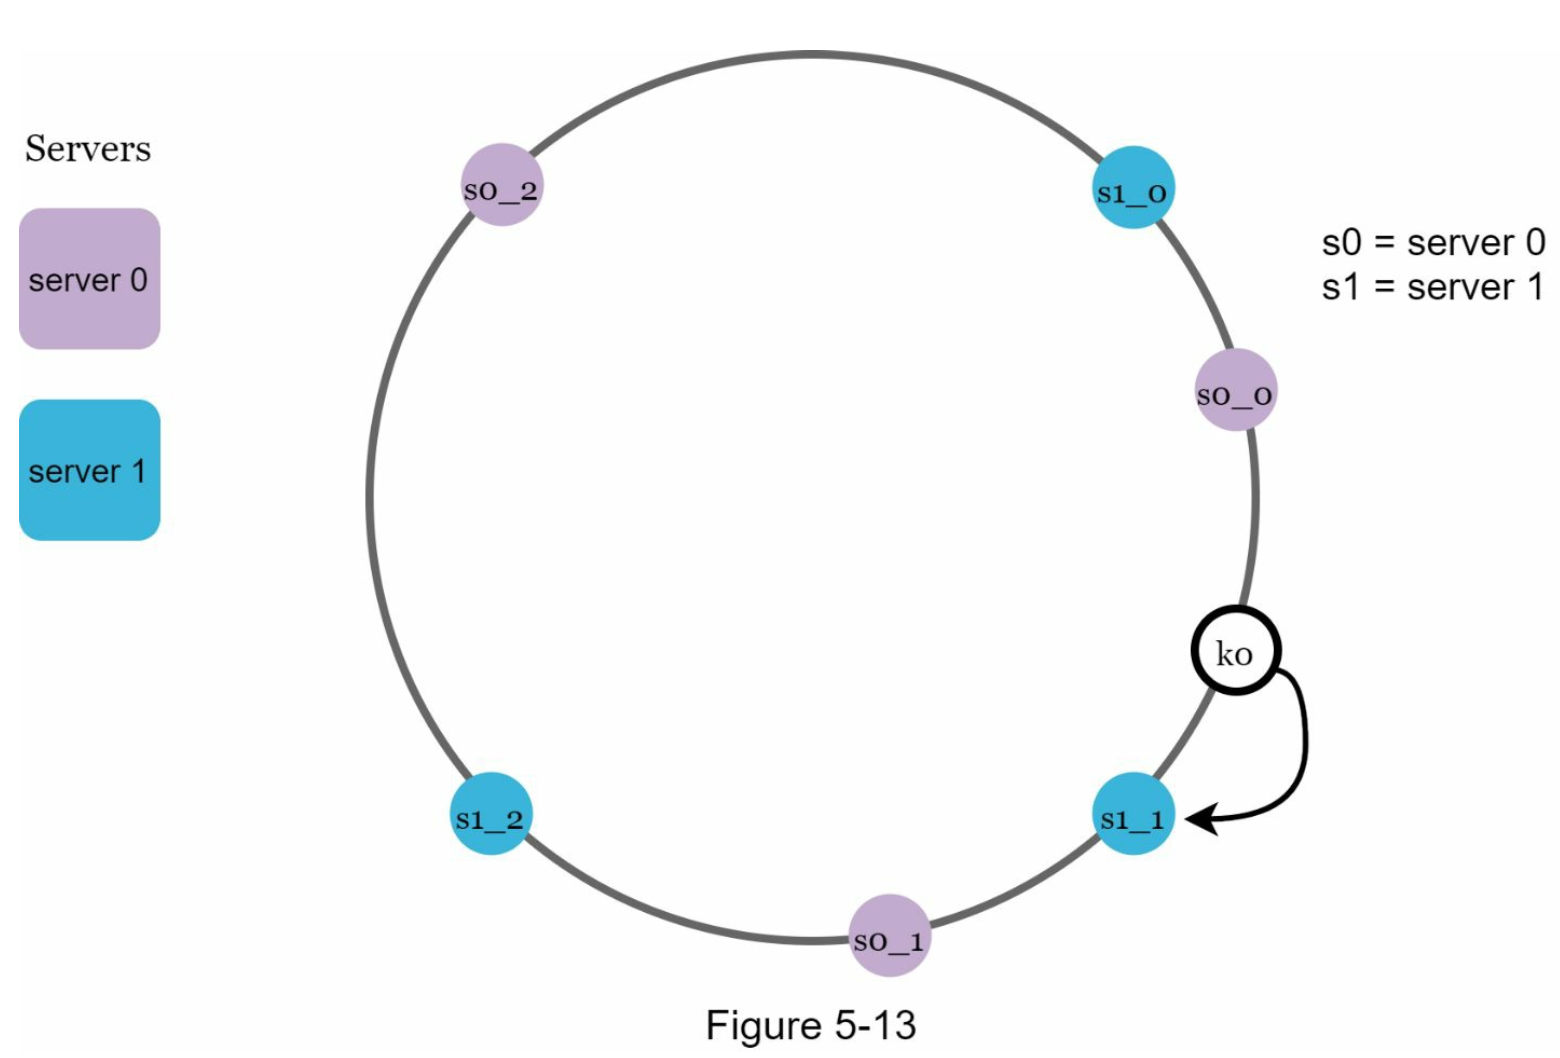 Servers
server 0
server 1
s0_2
s1_0
s0 = server 0
s1 = server 1
s0_0
k0
s1_2
s1_1
s0_1
Figure 5-13